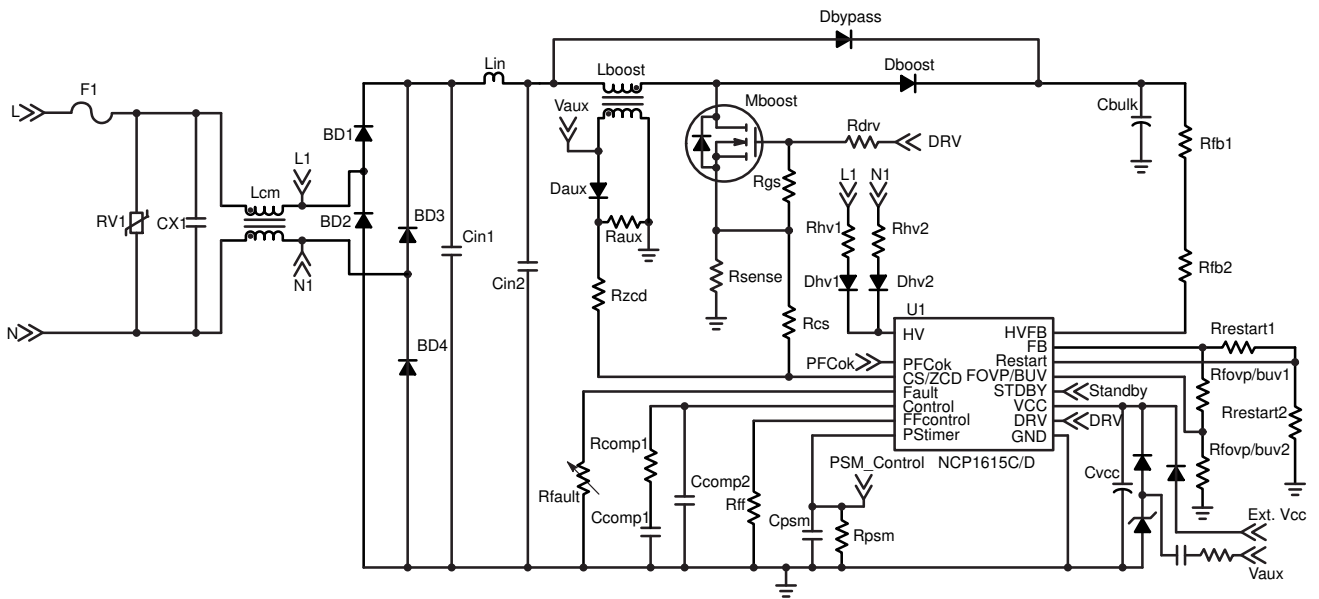 Dbypass
Lin
Lboost
Dboost
F1
Vaux
Mboost
Cbulk
L
BD1
Rdrv
DRV
Rfb1
L1
Lcm
Daux
Rgs
L1
N1
RV1
CX1
BD2
BD3
Cin1
Raux
Rhv1
Rhv2
N1
Cin2
Rzcd
Rsense
Dhv1
Dhv2
Rfb2
U1
N
Rcs
HV
HVFB
Rrestart1
FB
BD4
PFCok
PFCok
Restart
CS/ZCD
FOVP/BUV
Rfovp/buv1
Fault
STDBY
Standby
Control
VCC
FFcontrol
DRV
DRV
Rrestart2
PStimer
GND
Rcomp1
PSM_Control
NCP1615C/D
Rfovp/buv2
Rfault
Ccomp2
Rff
Cvcc
Ccomp1
Cpsm
Rpsm
Ext. Vcc
Vaux